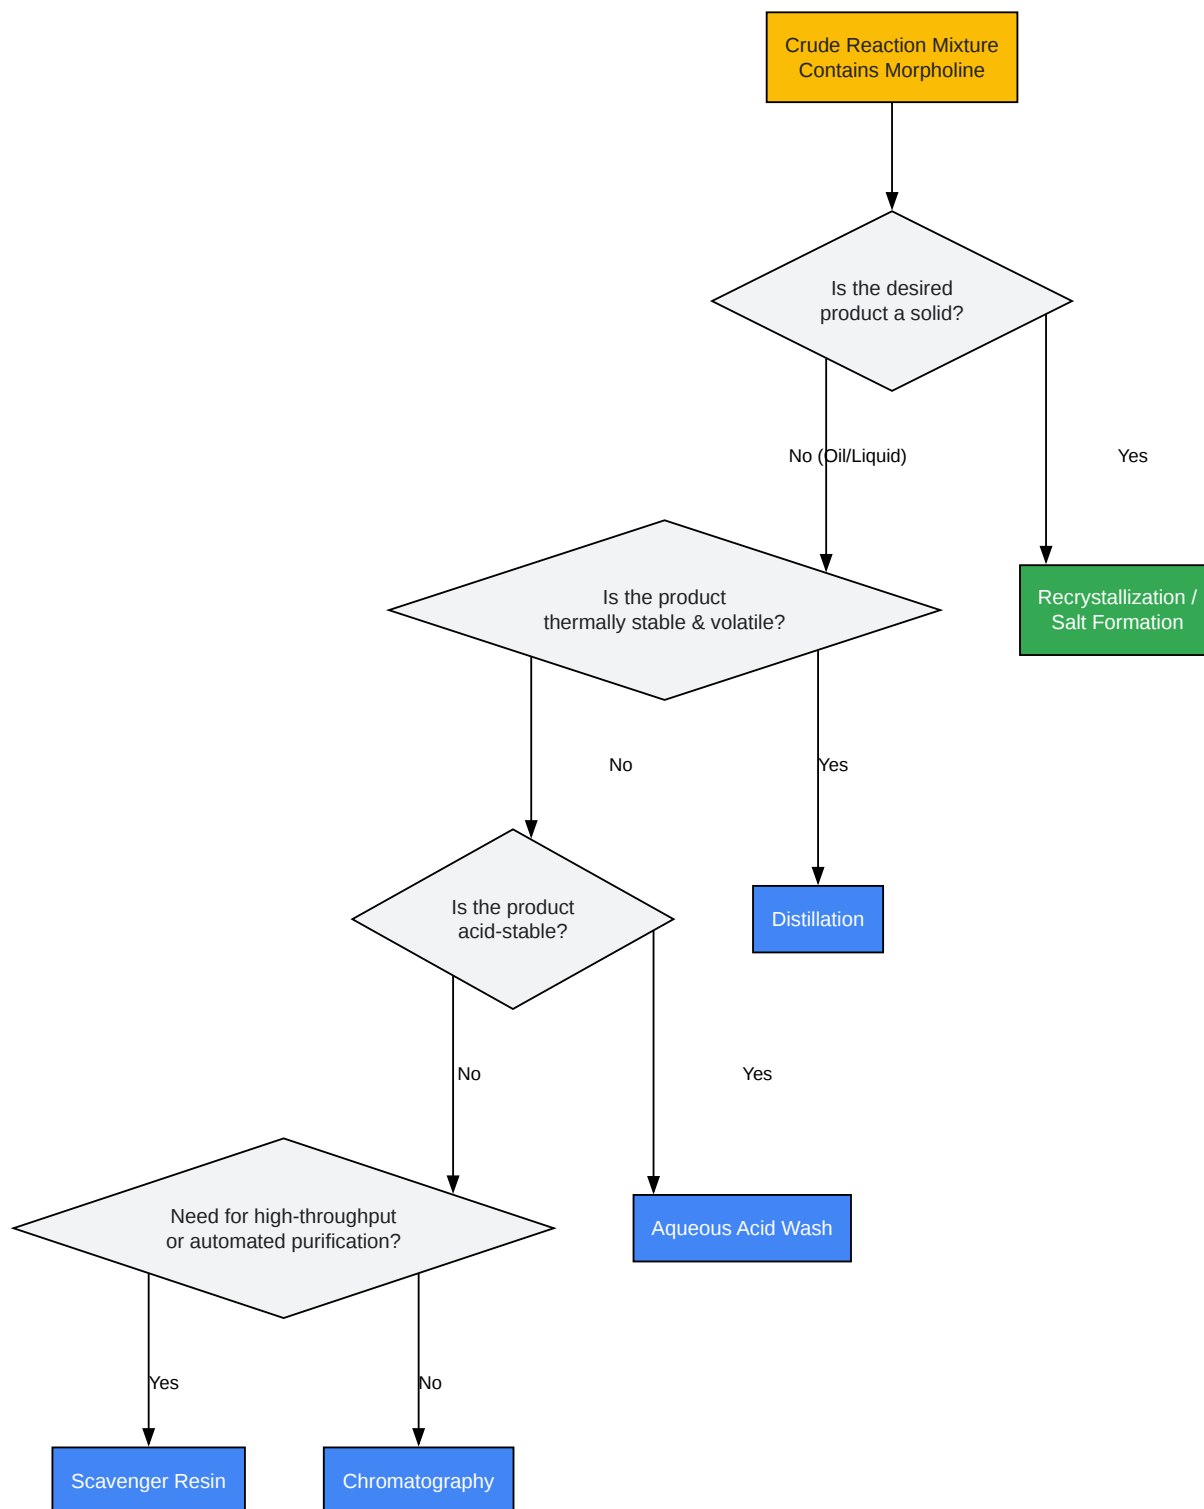 Crude Reaction Mixture
Contains Morpholine
Is the desired
product a solid?
No (Oil/Liquid)
Yes
Is the product
thermally stable & volatile?
Recrystallization /
Salt Formation
No
Yes
Is the product
acid-stable?
Distillation
No
Yes
Need for high-throughput
or automated purification?
Aqueous Acid Wash
Yes
No
Scavenger Resin
Chromatography